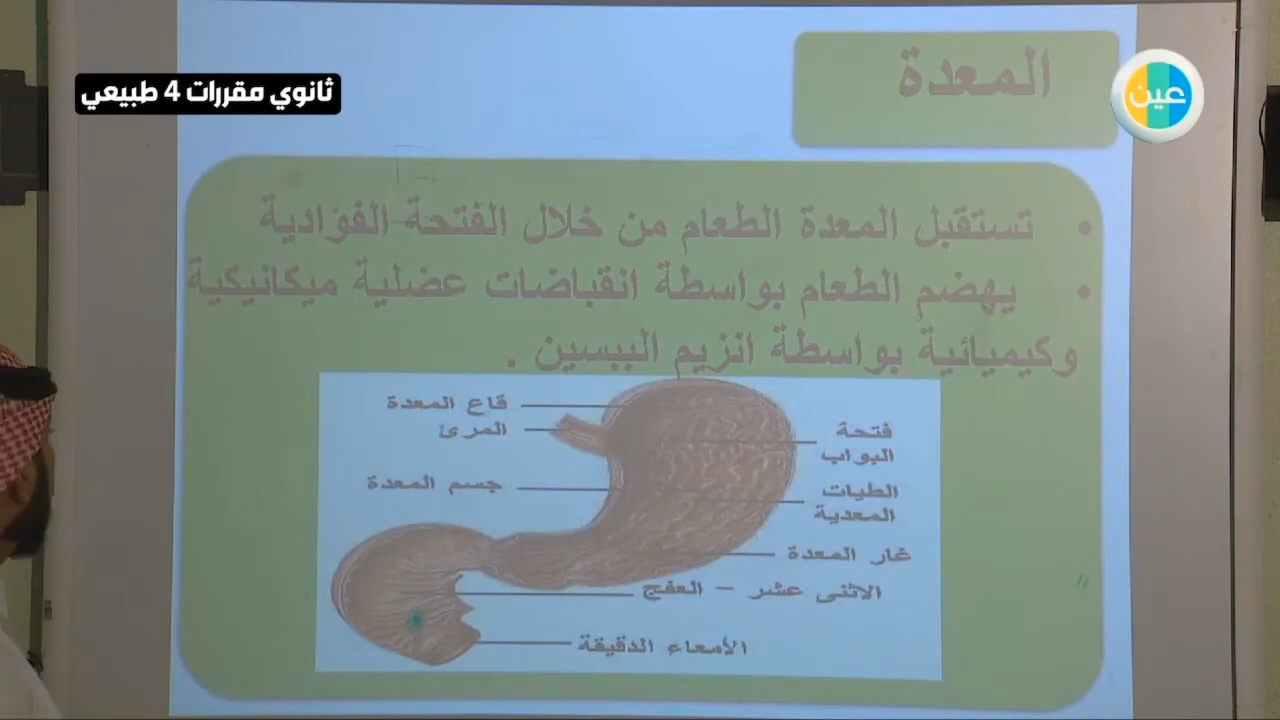 ثانوي مقررات 4 طبيعي
عين
المعدة
• تستقبل المعدة الطعام من خلال الفتحة الفؤادية
• يهضم الطعام بواسطة انقباضات عضلية ميكانيكية
وكيميائية بواسطة انزيم الببسين .
قاع المعدة
المرئ
جسم المعدة
فتحة
البواب
الطيات
المعدية
غار المعدة
الاثنى عشر - العفج
الأمعاء الدقيقة